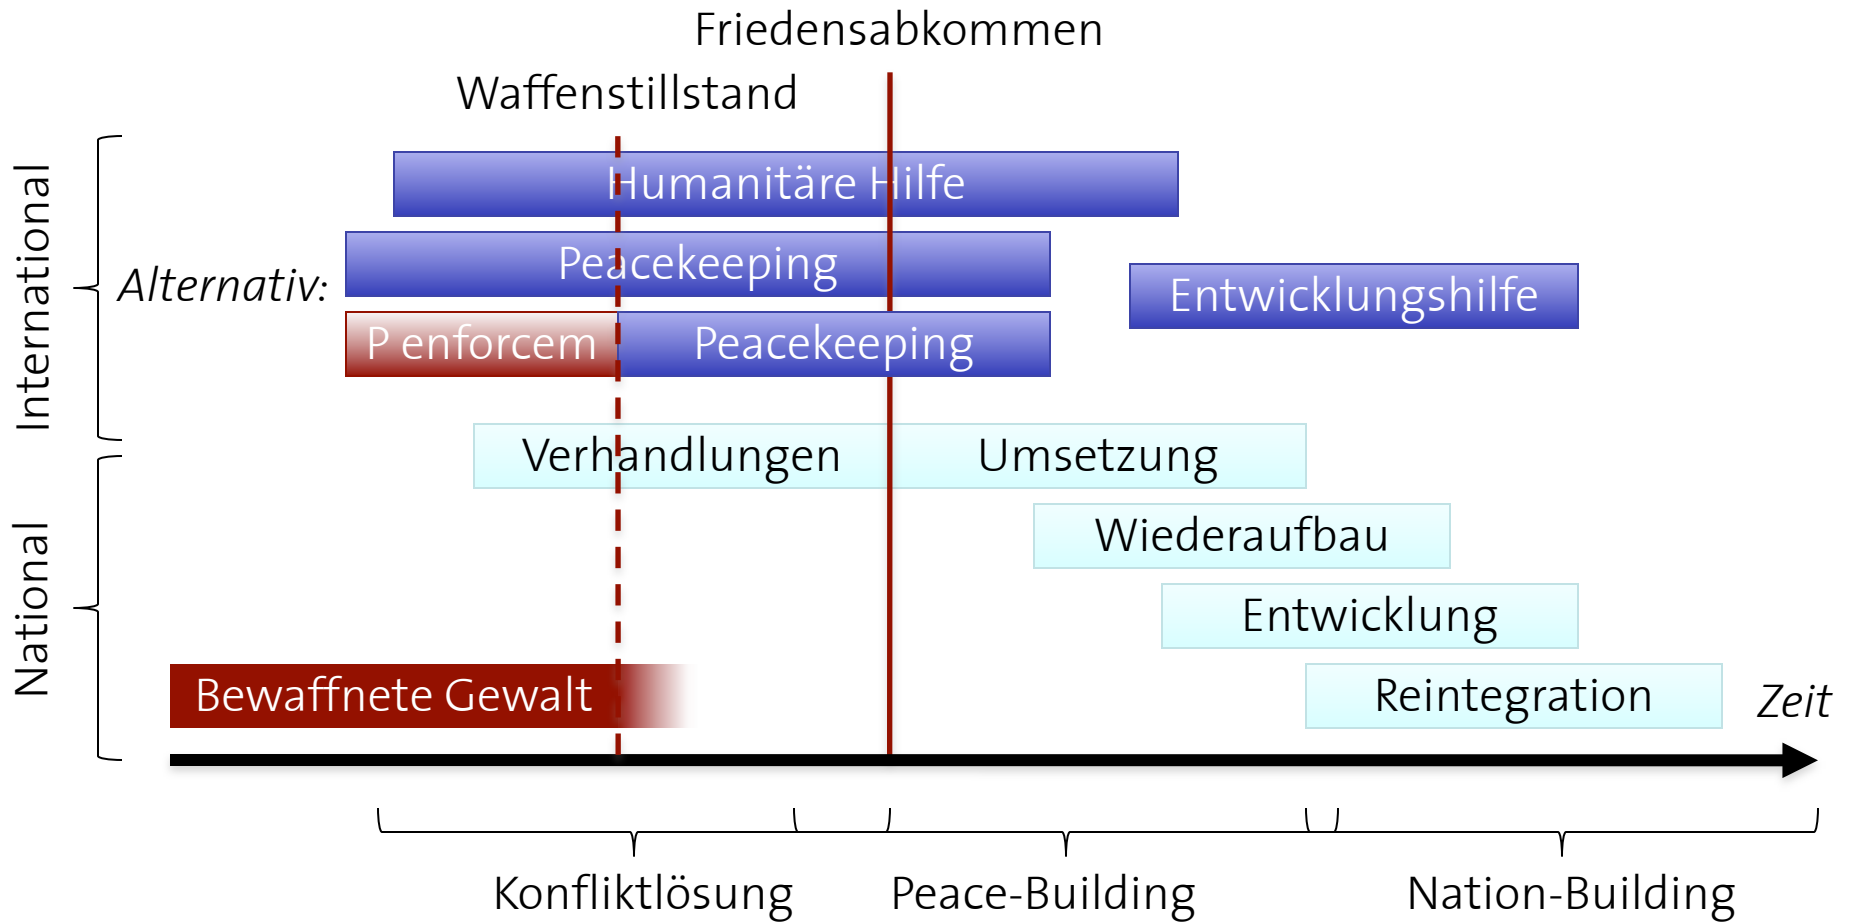 Friedensabkommen
Waffenstillstand
International
Humanitäre Hilfe
Alternativ:
Peacekeeping
Entwicklungshilfe
P enforcem
Peacekeeping
National
Verhandlungen
Umsetzung
Wiederaufbau
Entwicklung
Bewaffnete Gewalt
Reintegration
Zeit
Konfliktlösung
Peace-Building
Nation-Building